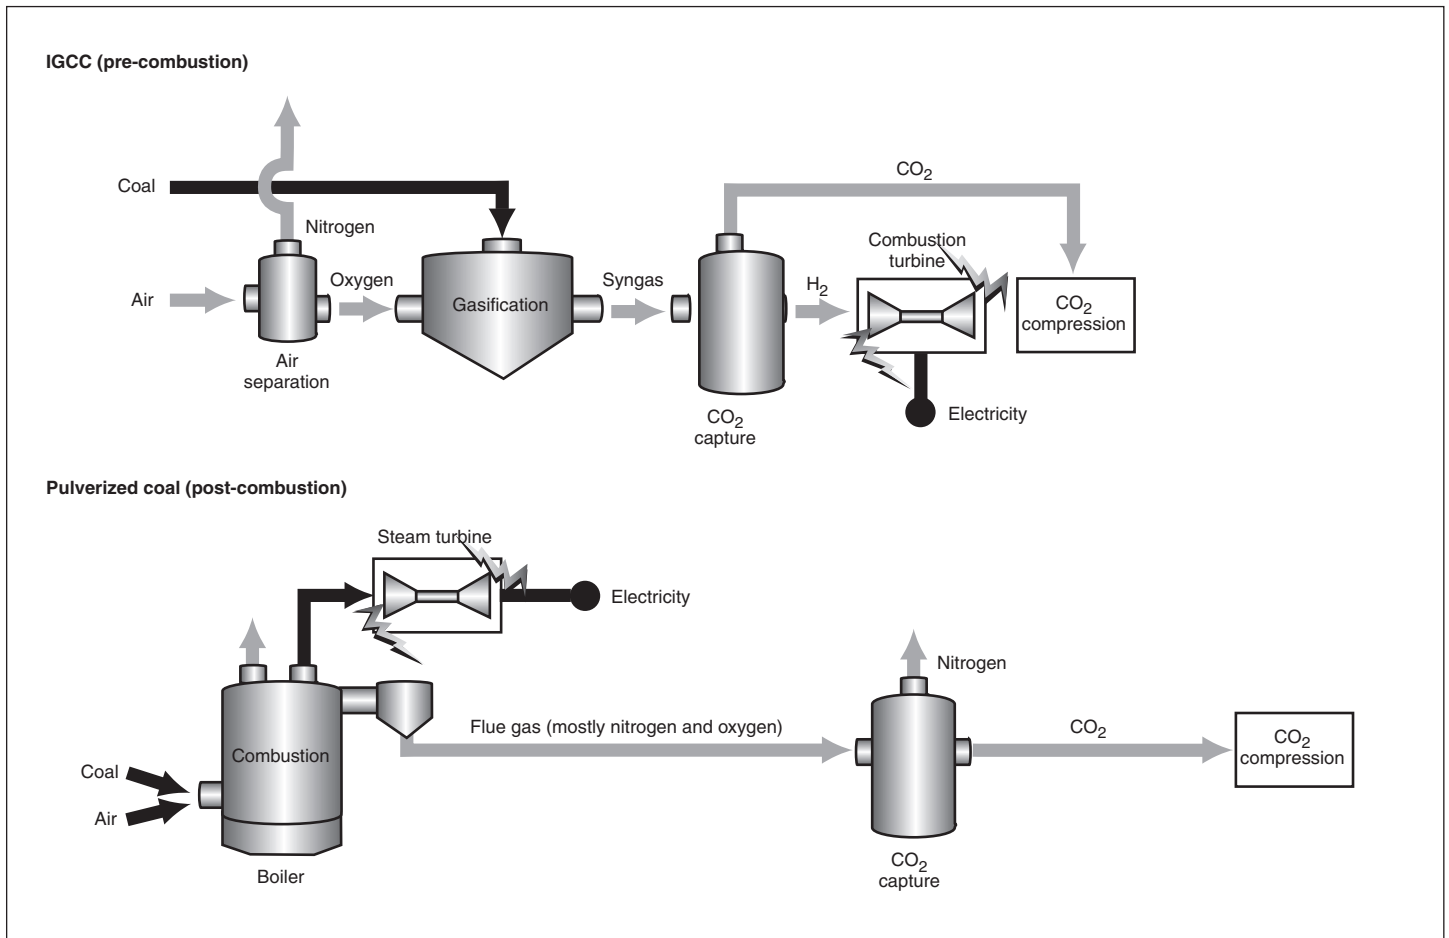 IGCC (pre-combustion)
Coal
Nitrogen
Air
Oxygen
Air
separation
Gasification
Syngas
CO2
capture
CO2
H2
Combustion
turbine
Electricity
CO2
compression
Pulverized coal (post-combustion)
Steam turbine
Electricity
Combustion
Coal
Air
Boiler
Flue gas (mostly nitrogen and oxygen)
Nitrogen
CO2
capture
CO2
CO2
compression